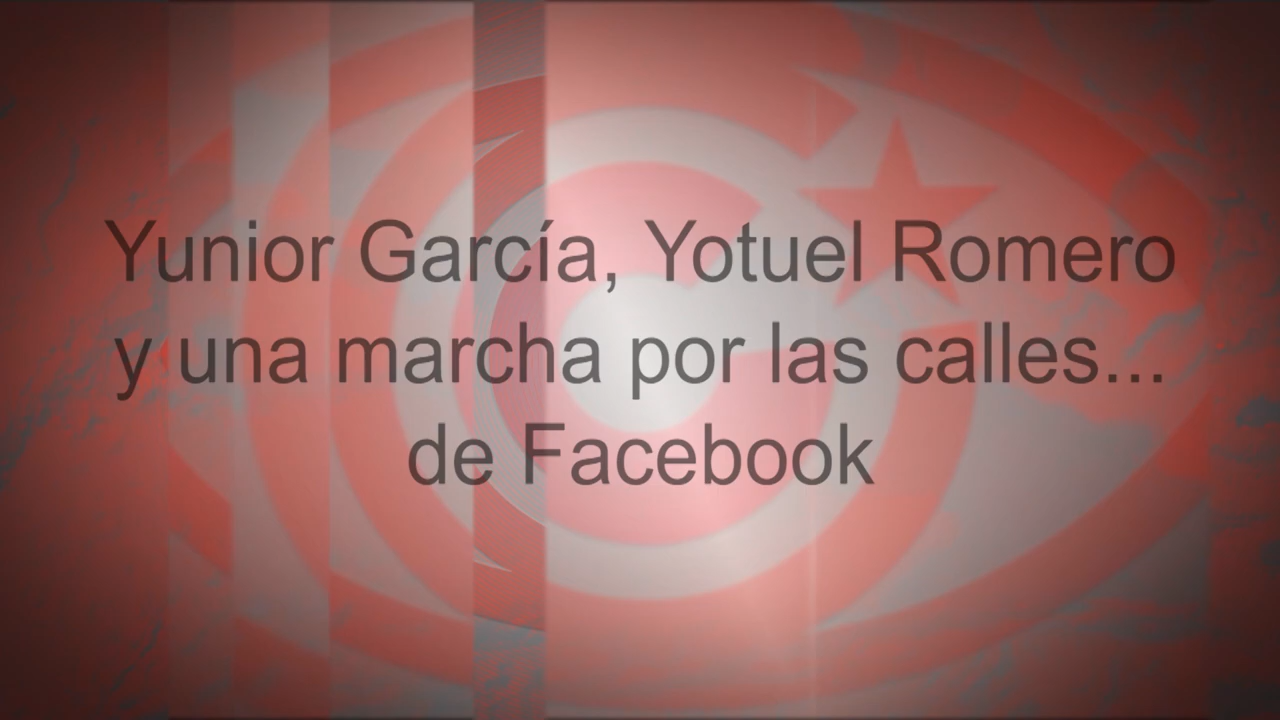 Yunior García, Yotuel Romero
y una marcha por las calles...
de Facebook